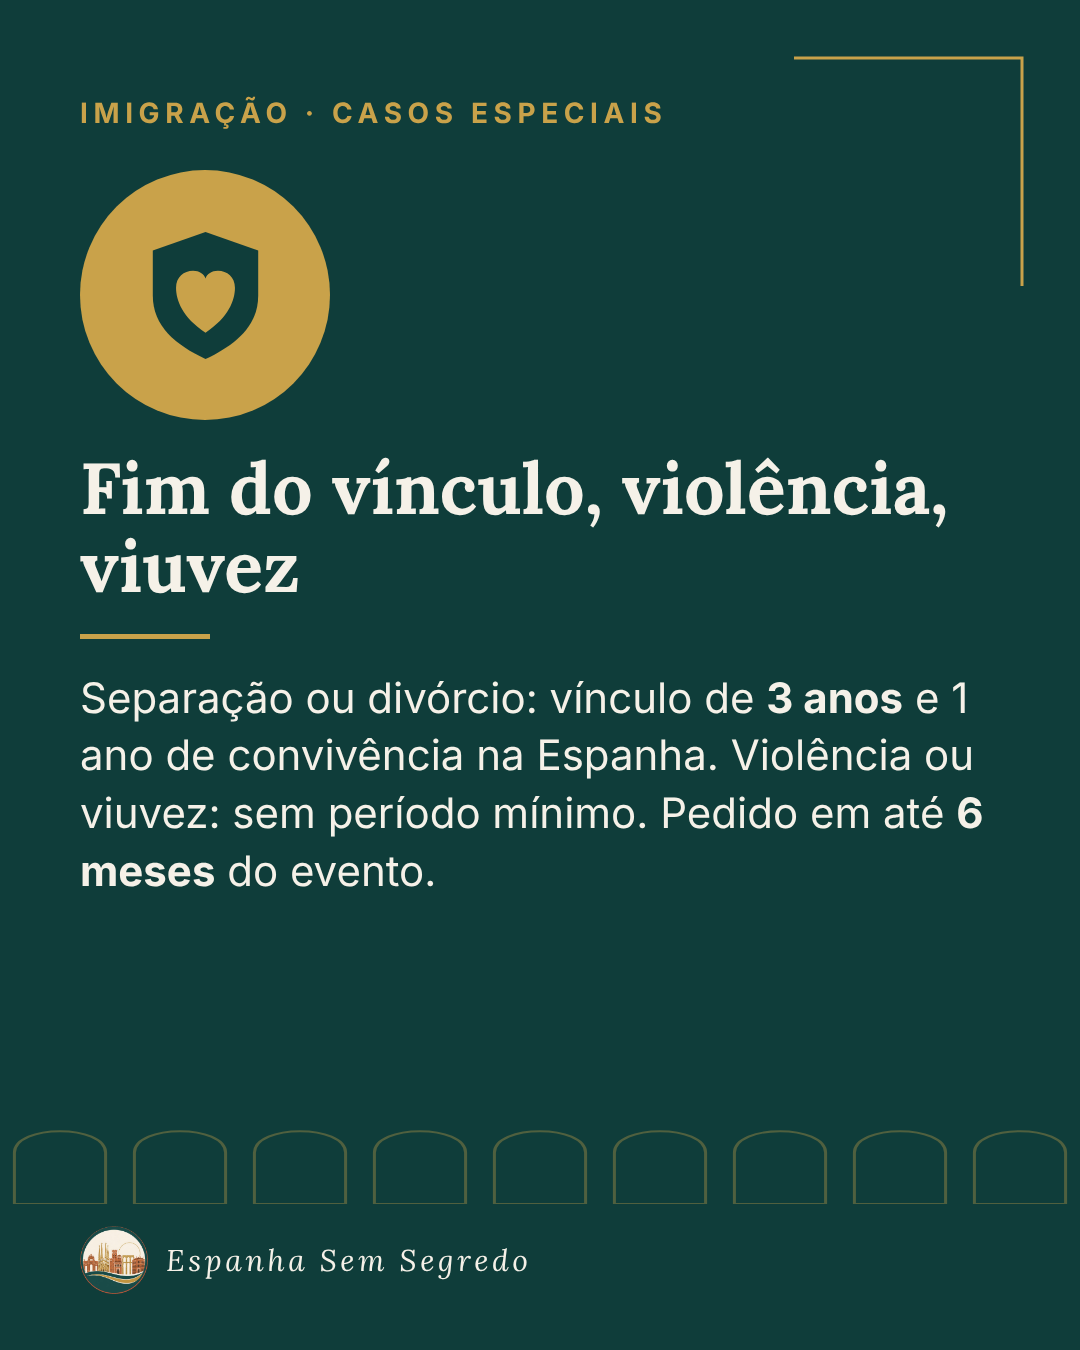 IMIGRAÇÃO · CASOS ESPECIAIS
Fim do vínculo, violência,
viuvez
Separação ou divórcio: vínculo de 3 anos e 1
ano de convivência na Espanha. Violência ou
viuvez: sem período mínimo. Pedido em até 6
meses do evento.
Espanha Sem Segredo